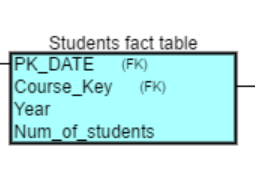 Students fact table
PK_DATE (FK)
Course_Key (FK)
Year
Num_of_students